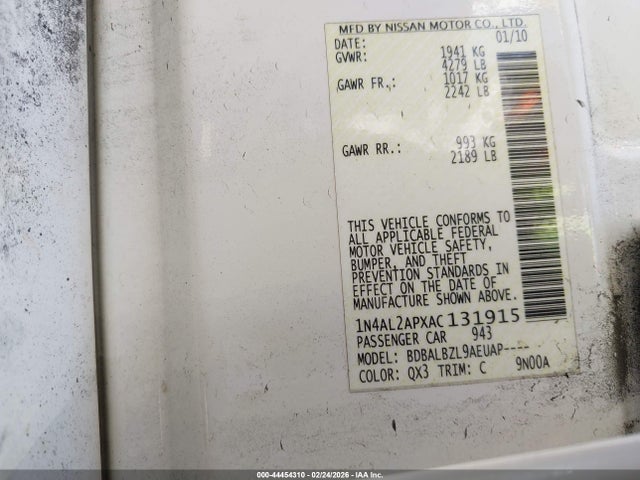 MFD BY NISSAN MOTOR CO., LTD.
DATE: 01/10
GVWR: 1941 KG
4279 LB
GAWR FR.: 1017 KG
2242 LB
GAWR RR.: 993 KG
2189 LB
THIS VEHICLE CONFORMS TO
ALL APPLICABLE FEDERAL
MOTOR VEHICLE SAFETY,
BUMPER, AND THEFT
PREVENTION STANDARDS IN
EFFECT ON THE DATE OF
MANUFACTURE SHOWN ABOVE.
1N4AL2APXAC131915
PASSENGER CAR 943
MODEL: BDBALBZL9AEUAP----
COLOR: QX3 TRIM: C 9N00A
000-44454310 - 02/24/2026 - IAA Inc.